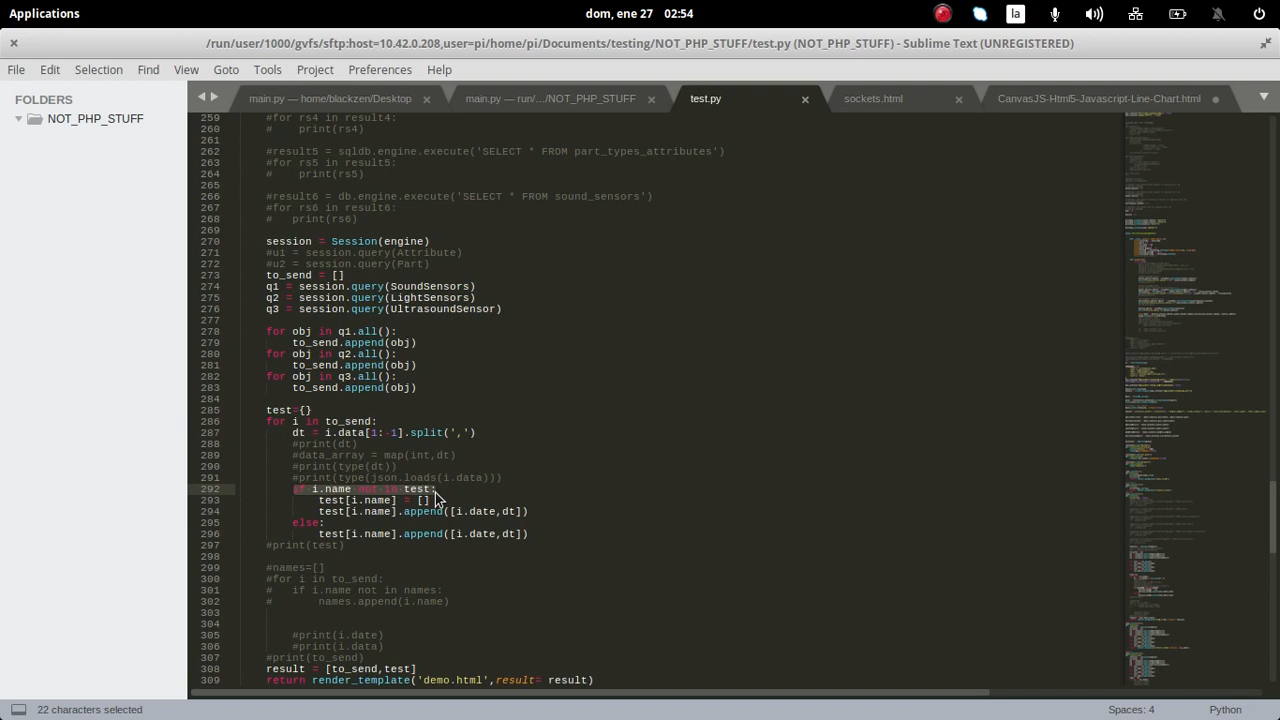 Applications
dom, ene 27 02:54
la
/run/user/1000/gvfs/sftp:host=10.42.0.208,user=pi/home/pi/Documents/testing/NOT_PHP_STUFF/test.py (NOT_PHP_STUFF) - Sublime Text (UNREGISTERED)
File Edit Selection Find View Goto Tools Project Preferences Help
FOLDERS
NOT_PHP_STUFF
main.py — home/blackzen/Desktop
main.py — run/.../NOT_PHP_STUFF
test.py
sockets.html
CanvasJS-Html5-Javascript-Line-Chart.html
259 #for rs4 in result4:
260 #    print(rs4)
261
262 #result5 = sqldb.engine.execute('SELECT * FROM part_types_attributes')
263 #for rs5 in result5:
264 #    print(rs5)
265
266 #result6 = db.engine.execute('SELECT * FROM sound_sensors')
267 #for rs6 in result6:
268 #   print(rs6)
269
270 session = Session(engine)
271 #u1 = session.query(Attribute)
272 #u2 = session.query(Part)
273 to_send = []
274 q1 = session.query(SoundSensor)
275 q2 = session.query(LightSensor)
276 q3 = session.query(UltrasonicSensor)
277
278 for obj in q1.all():
279     to_send.append(obj)
280 for obj in q2.all():
281     to_send.append(obj)
282 for obj in q3.all():
283     to_send.append(obj)
284
285 test={}
286 for i in to_send:
287     dt = i.data[1:-1].split
288     #print(dt)
289     #data_array = map(int
290     #print(type(dt))
291     #print(type(json.loads(i.data)))
292     if i.name not in test:
293         test[i.name] = []
294         test[i.name].append([i.date,dt])
295     else:
296         test[i.name].append([i.date,dt])
297 #print(test)
298
299 #names=[]
300 #for i in to_send:
301 #   if i.name not in names:
302 #       names.append(i.name)
303
304
305     #print(i.date)
306     #print(i.data)
307 #print(to_send)
308 result = [to_send,test]
309 return render_template('demo.html',result= result)
22 characters selected
Spaces: 4
Python